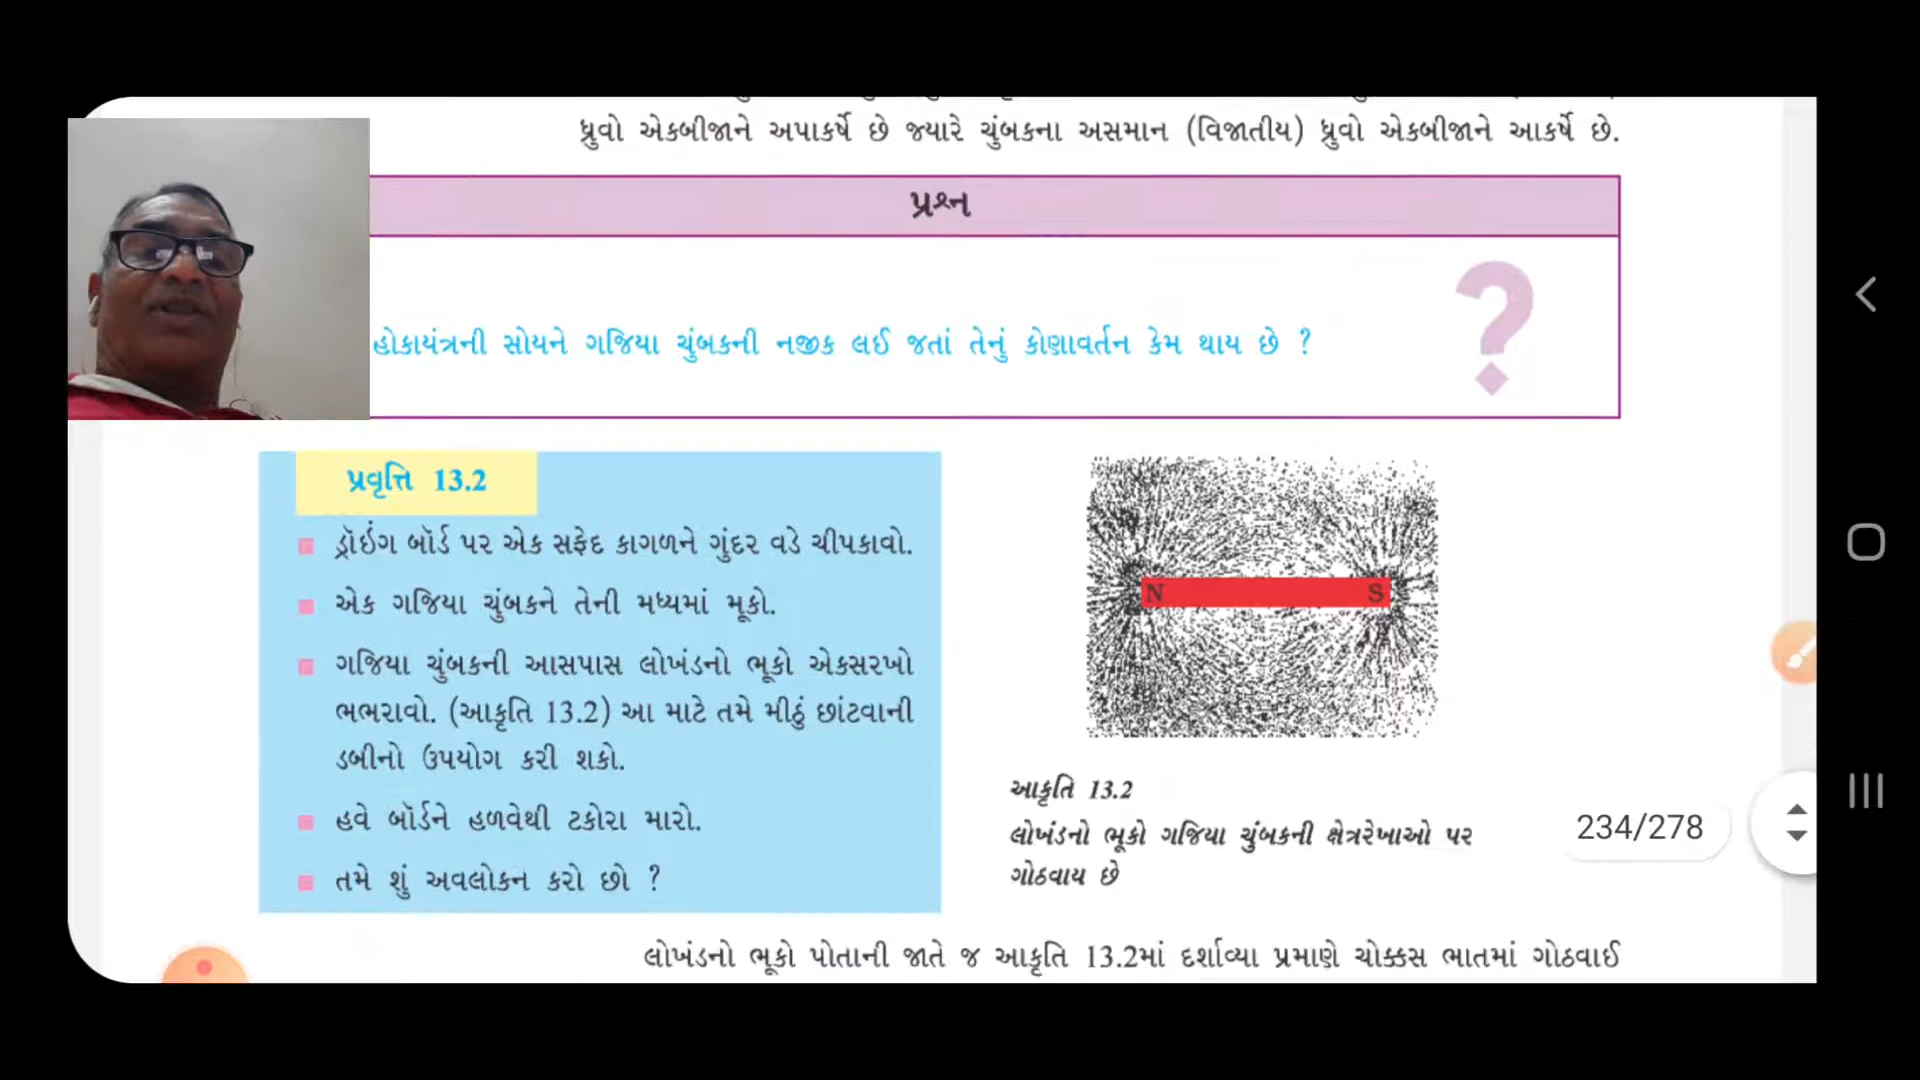 ધ્રુવો એકબીજાને અપાકર્ષે છે જ્યારે ચુંબકના અસમાન (વિજાતીય) ધ્રુવો એકબીજાને આકર્ષે છે.
પ્રશ્ન
હોકાયંત્રની સોયને ગજિયા ચુંબકની નજીક લઈ જતાં તેનું કોણાવર્તન કેમ થાય છે ?
?
પ્રવૃત્તિ 13.2
ડ્રૉઇંગ બૉર્ડ પર એક સફેદ કાગળને ગુંદર વડે ચીપકાવો.
એક ગજિયા ચુંબકને તેની મધ્યમાં મૂકો.
ગજિયા ચુંબકની આસપાસ લોખંડનો ભૂકો એકસરખો
ભભરાવો. (આકૃતિ 13.2) આ માટે તમે મીઠું છાંટવાની
ડબીનો ઉપયોગ કરી શકો.
હવે બૉર્ડને હળવેથી ટકોરા મારો.
તમે શું અવલોકન કરો છો ?
N S
આકૃતિ 13.2
લોખંડનો ભૂકો ગજિયા ચુંબકની ક્ષેત્રરેખાઓ પર
ગોઠવાય છે
234/278
લોખંડનો ભૂકો પોતાની જાતે જ આકૃતિ 13.2માં દર્શાવ્યા પ્રમાણે ચોક્કસ ભાતમાં ગોઠવાઈ